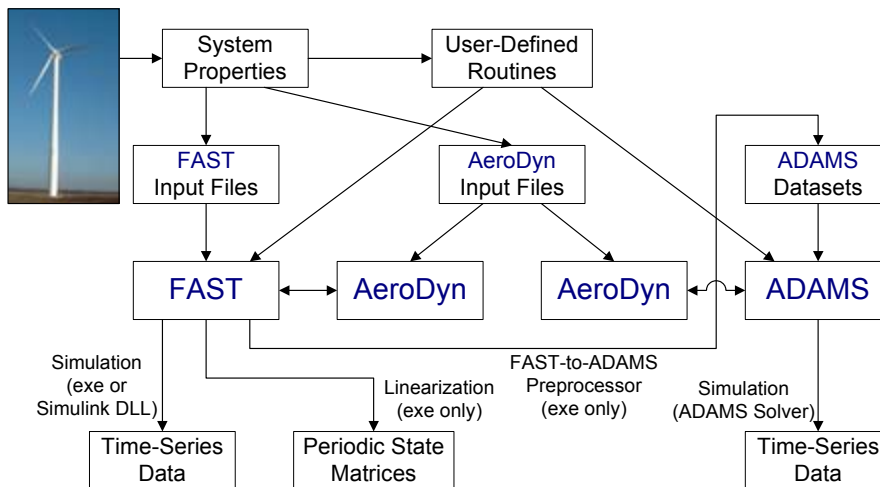 System
Properties
User-Defined
Routines
FAST
Input Files
AeroDyn
Input Files
ADAMS
Datasets
FAST
AeroDyn
AeroDyn
ADAMS
Simulation
(exe or
Simulink DLL)
Linearization
(exe only)
FAST-to-ADAMS
Preprocessor
(exe only)
Simulation
(ADAMS Solver)
Time-Series
Data
Periodic State
Matrices
Time-Series
Data